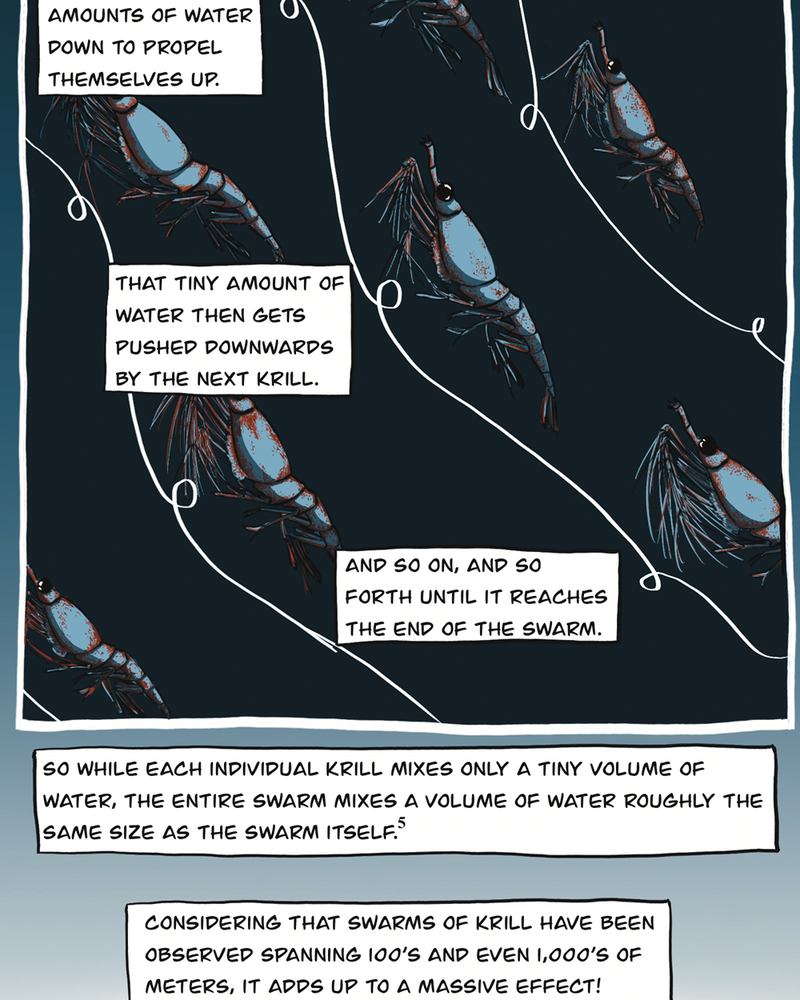 AMOUNTS OF WATER
DOWN TO PROPEL
THEMSELVES UP.
THAT TINY AMOUNT OF
WATER THEN GETS
PUSHED DOWNWARDS
BY THE NEXT KRILL.
AND SO ON, AND SO
FORTH UNTIL IT REACHES
THE END OF THE SWARM.
SO WHILE EACH INDIVIDUAL KRILL MIXES ONLY A TINY VOLUME OF
WATER, THE ENTIRE SWARM MIXES A VOLUME OF WATER ROUGHLY THE
SAME SIZE AS THE SWARM ITSELF.5
CONSIDERING THAT SWARMS OF KRILL HAVE BEEN
OBSERVED SPANNING 100'S AND EVEN 1,000'S OF
METERS, IT ADDS UP TO A MASSIVE EFFECT!